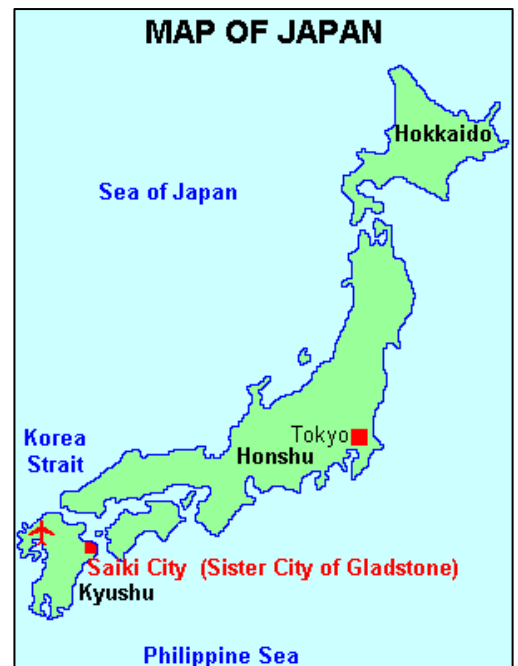 MAP OF JAPAN
Hokkaido
Sea of Japan
Tokyo
Korea
Strait
Honshu
Saiki City (Sister City of Gladstone)
Kyushu
Philippine Sea